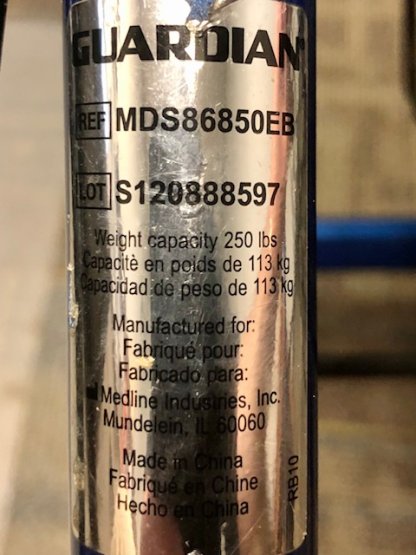 GUARDIAN
REF MDS86850EB
LOT S120888597
Weight capacity 250 lbs
Capacitè en poids de 113 kg
Capacidad de peso de 113 kg
Manufactured for:
Fabriqué pour:
Fabricado para:
Medline Industries, Inc.
Mundelein, IL 60060
Made in China
Fabriqué en Chine
Hecho en China
RB10